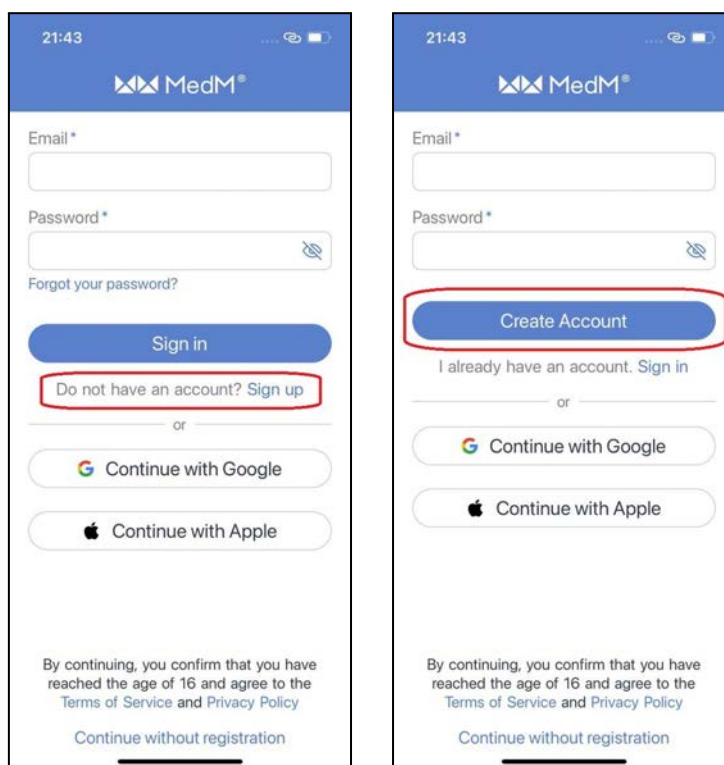 21:43
MedM®
Email *
Password *
Forgot your password?
Sign in
Do not have an account? Sign up
or
Continue with Google
Continue with Apple
By continuing, you confirm that you have
reached the age of 16 and agree to the
Terms of Service and Privacy Policy
Continue without registration
21:43
MedM®
Email *
Password *
Create Account
I already have an account. Sign in
or
Continue with Google
Continue with Apple
By continuing, you confirm that you have
reached the age of 16 and agree to the
Terms of Service and Privacy Policy
Continue without registration